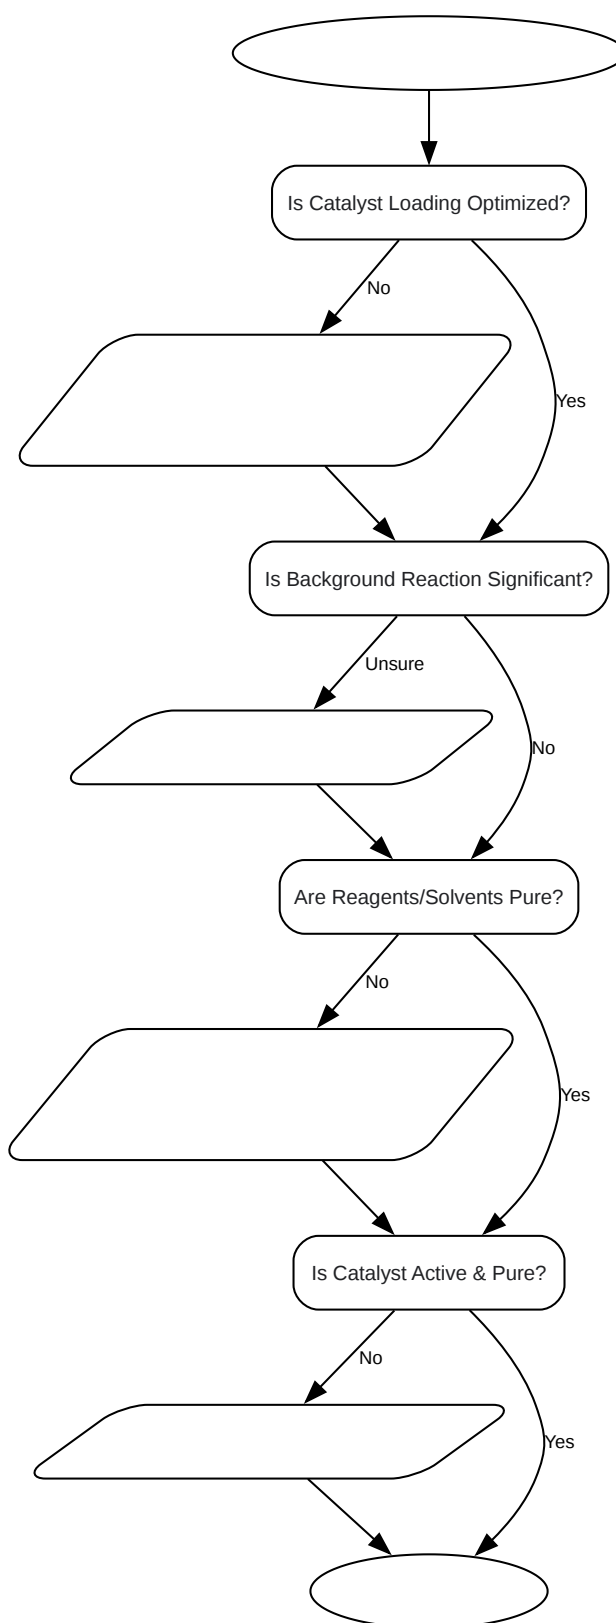 Is Catalyst Loading Optimized?
No
Yes
Is Background Reaction Significant?
Unsure
No
Are Reagents/Solvents Pure?
No
Yes
Is Catalyst Active & Pure?
No
Yes